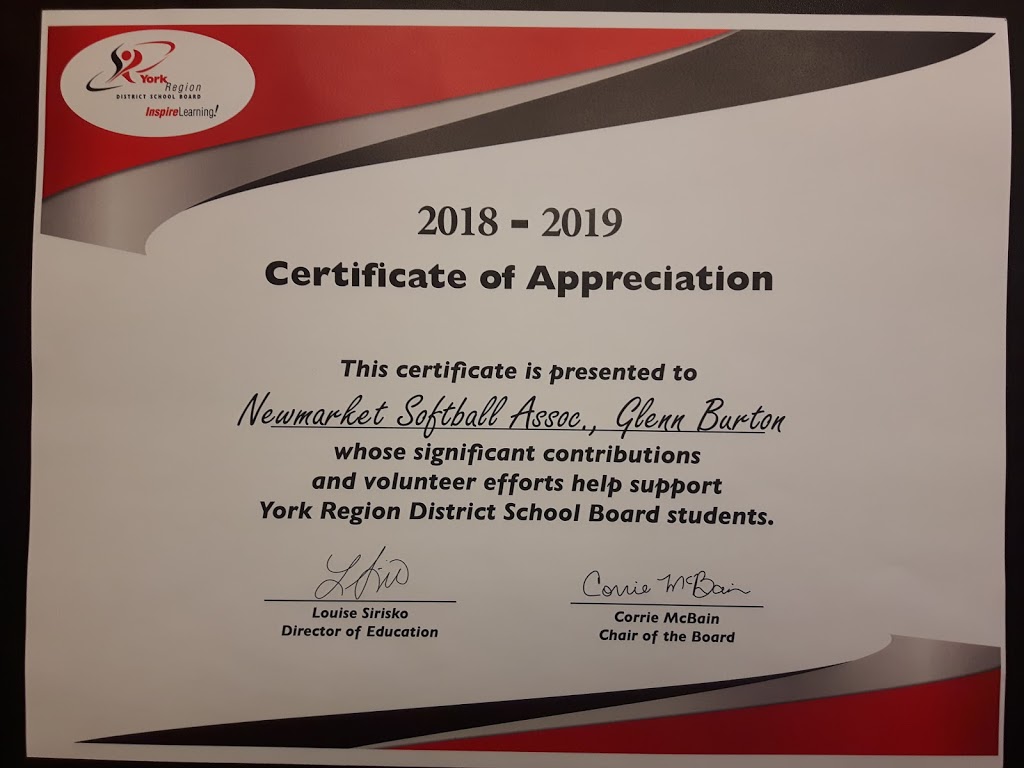 York
Region
DISTRICT SCHOOL BOARD
InspireLearning!
2018 - 2019
Certificate of Appreciation
This certificate is presented to
Newmarket Softball Assoc., Glenn Burton
whose significant contributions
and volunteer efforts help support
York Region District School Board students.
Corrie McBain
Louise Sirisko
Director of Education
Corrie McBain
Chair of the Board